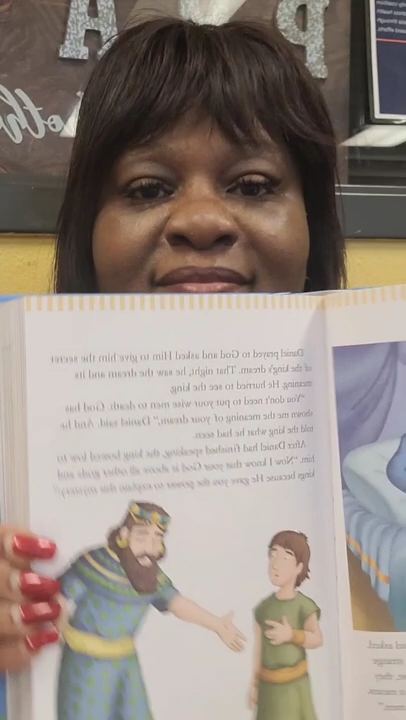 Daniel prayed to God and asked Him to give him the secret
of the king's dream. That night, he saw the dream and its
meaning. He hurried to see the king.
"You don't need to put your wise men to death. God has
shown me the meaning of your dream," Daniel said. And he
told the king what he had seen.
After Daniel had finished speaking, the king bowed low to
him. "Now I know that your God is above all other gods and
kings because He gave you the power to explain this mystery!"
asked.
strange